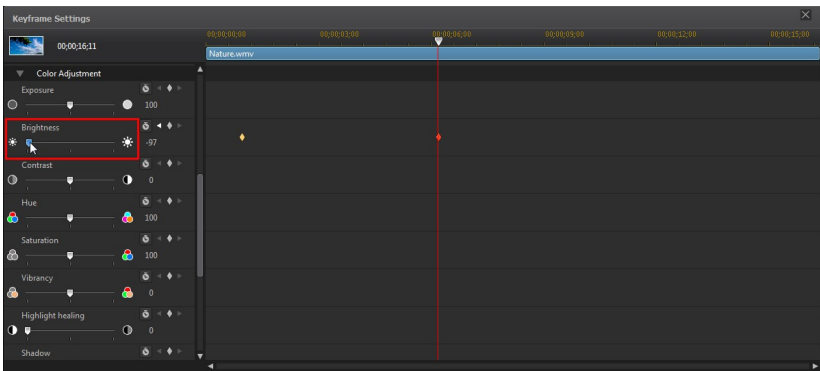 Keyframe Settings
00;00;16;11
00;00;00;00 00;00;03;00 00;00;06;00 00;00;09;00 00;00;12;00 00;00;15;00
Nature.wmv
Color Adjustment
Exposure
100
Brightness
-97
Contrast
0
Hue
100
Saturation
100
Vibrancy
0
Highlight healing
0
Shadow